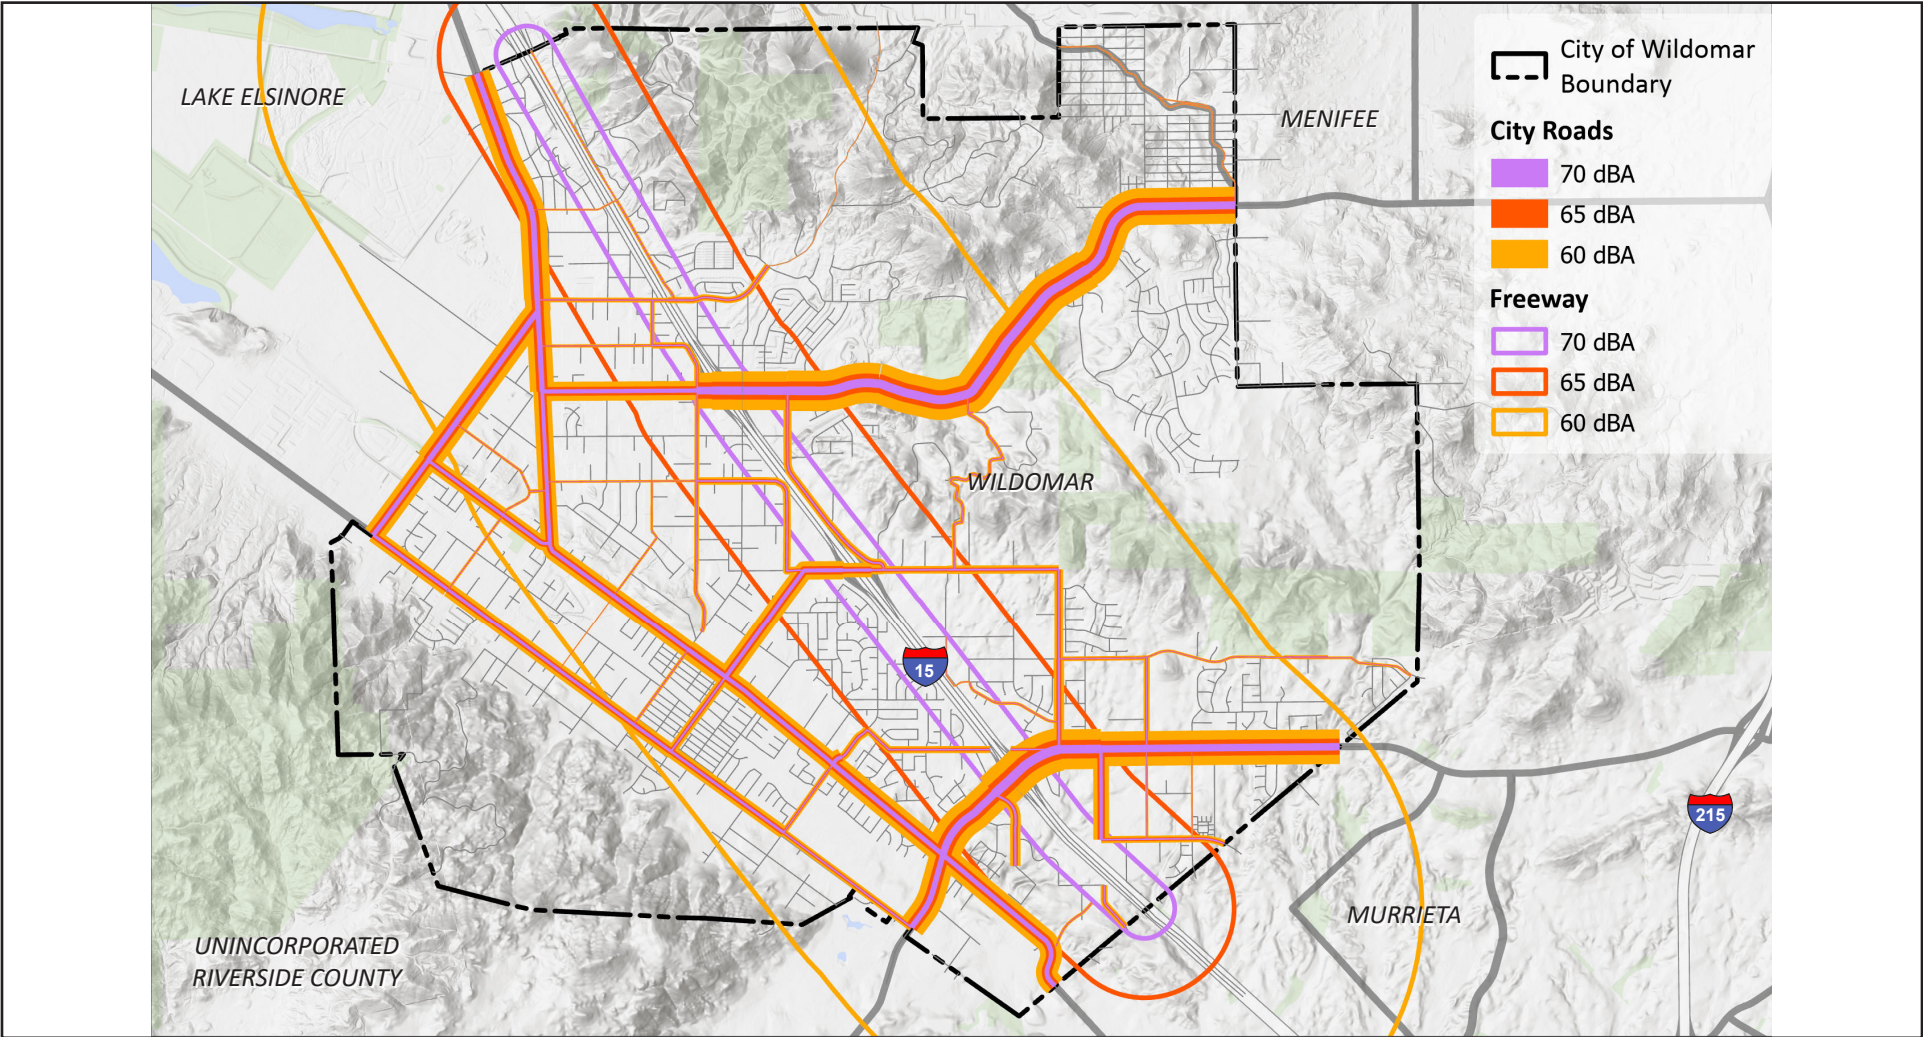 LAKE ELSINORE
MENIFEE
WILDOMAR
15
215
MURRIETA
UNINCORPORATED
RIVERSIDE COUNTY
City of Wildomar
Boundary
City Roads
70 dBA
65 dBA
60 dBA
Freeway
70 dBA
65 dBA
60 dBA